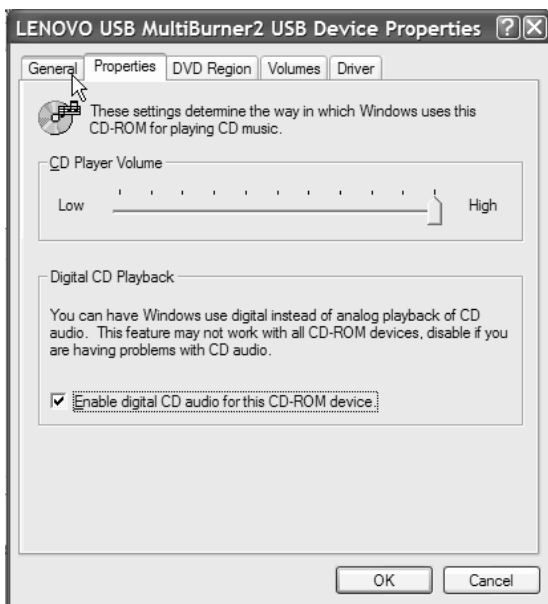 LENOVO USB MultiBurner2 USB Device Properties
General Properties DVD Region Volumes Driver
These settings determine the way in which Windows uses this
CD-ROM for playing CD music.
CD Player Volume
Low High
Digital CD Playback
You can have Windows use digital instead of analog playback of CD
audio. This feature may not work with all CD-ROM devices, disable if you
are having problems with CD audio.
Enable digital CD audio for this CD-ROM device.
OK Cancel